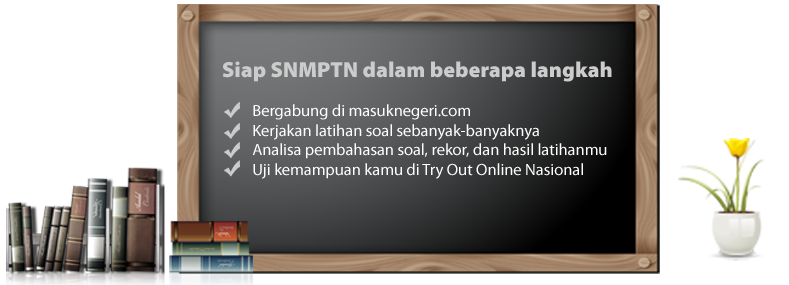 Siap SNMPTN dalam beberapa langkah
Bergabung di masuknegeri.com
Kerjakan latihan soal sebanyak-banyaknya
Analisa pembahasan soal, rekor, dan hasil latihanmu
Uji kemampuan kamu di Try Out Online Nasional